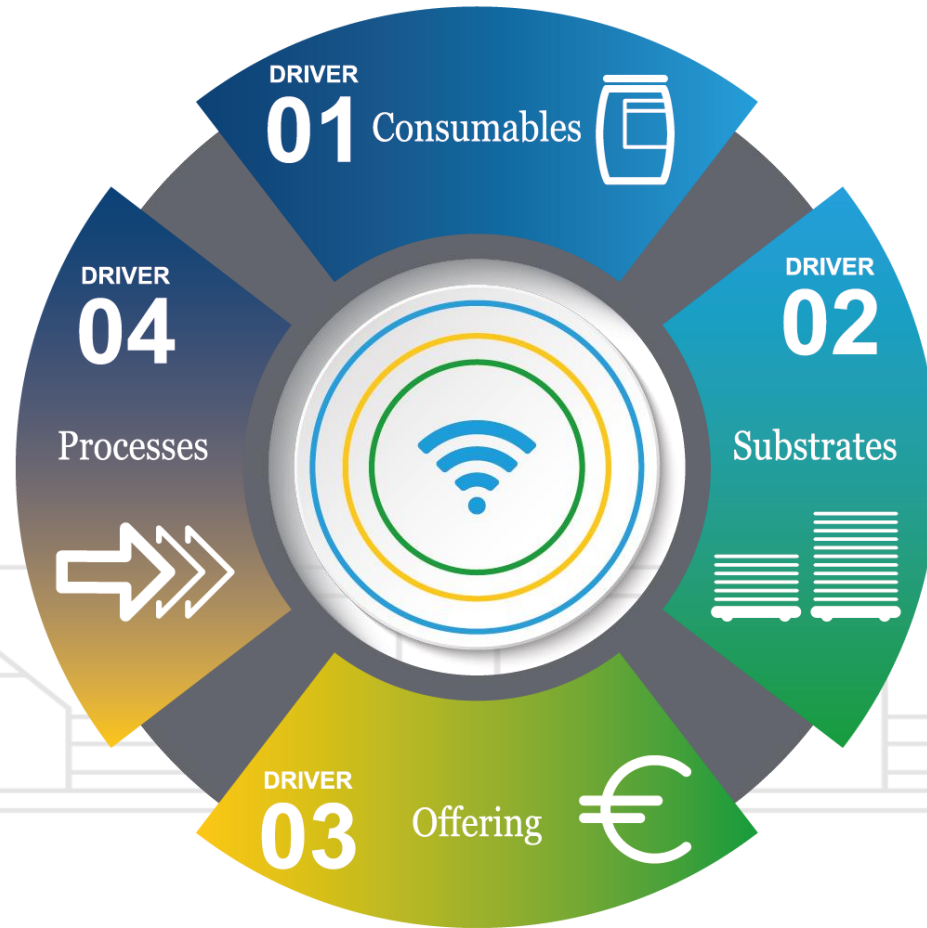 DRIVER
01 Consumables
DRIVER
02
Substrates
DRIVER
03 Offering
DRIVER
04
Processes